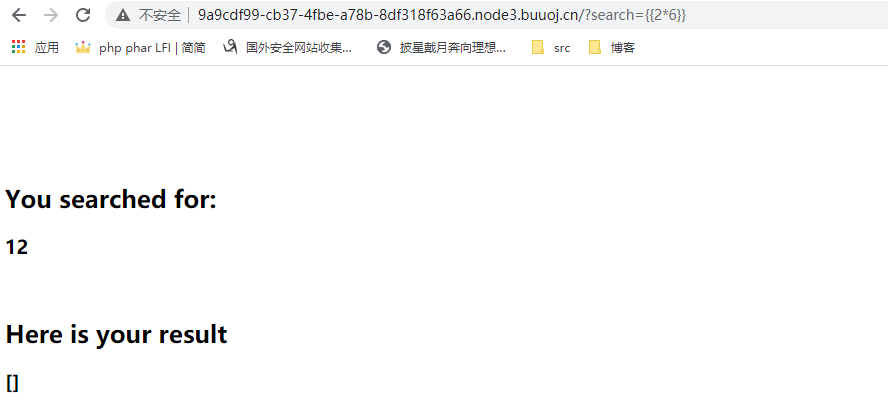 不安全 | 9a9cdf99-cb37-4fbe-a78b-8df318f63a66.node3.buuoj.cn/?search={{2*6}}
应用 php phar LFI | 简简 国外安全网站收集... 披星戴月奔向理想... src 博客
You searched for:
12
Here is your result
[]